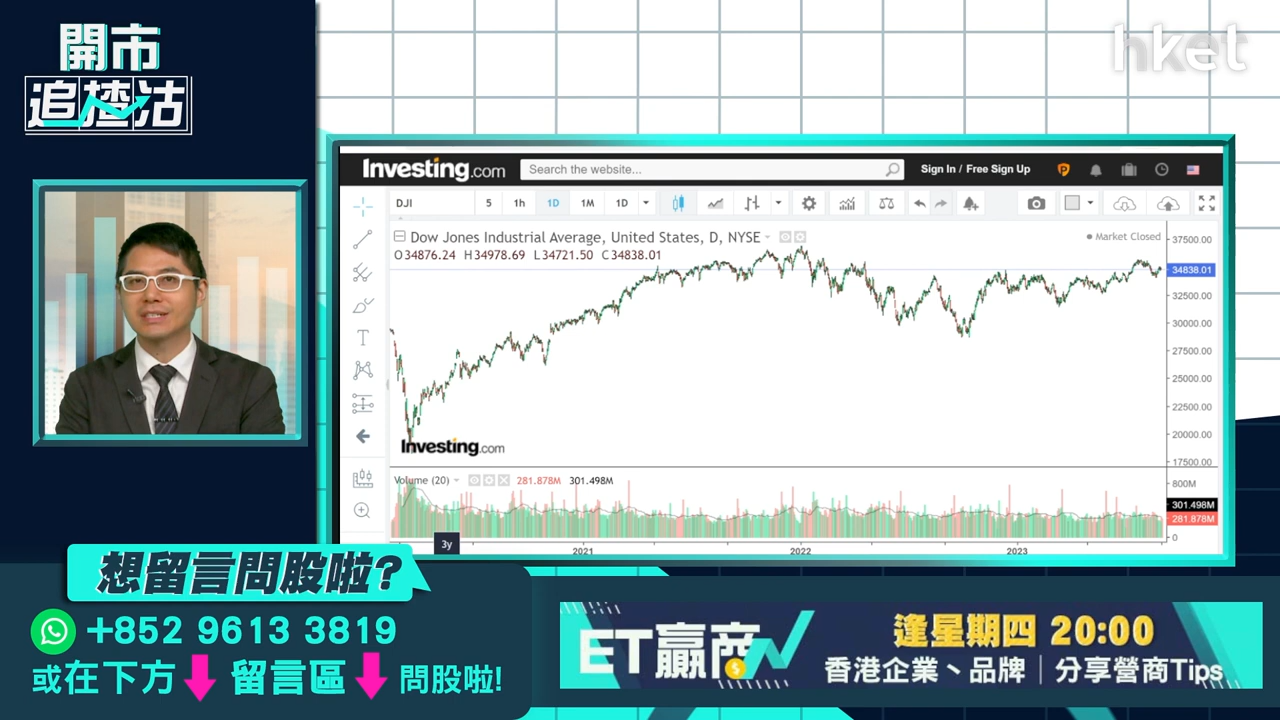 開市
追揸沽
hket
Investing.com
Search the website...
Sign In / Free Sign Up
DJI
5
1h
1D
1M
1D
Dow Jones Industrial Average, United States, D, NYSE
Market Closed
O34876.24 H34978.69 L34721.50 C34838.01
37500.00
34838.01
32500.00
30000.00
27500.00
25000.00
22500.00
20000.00
17500.00
Investing.com
Volume (20)
281.878M
301.498M
800M
301.498M
281.878M
0
3y
2021
2022
2023
想留言問股啦?
+852 9613 3819
或在下方
留言區
問股啦!
ET贏商
逢星期四 20:00
香港企業、品牌｜分享營商Tips